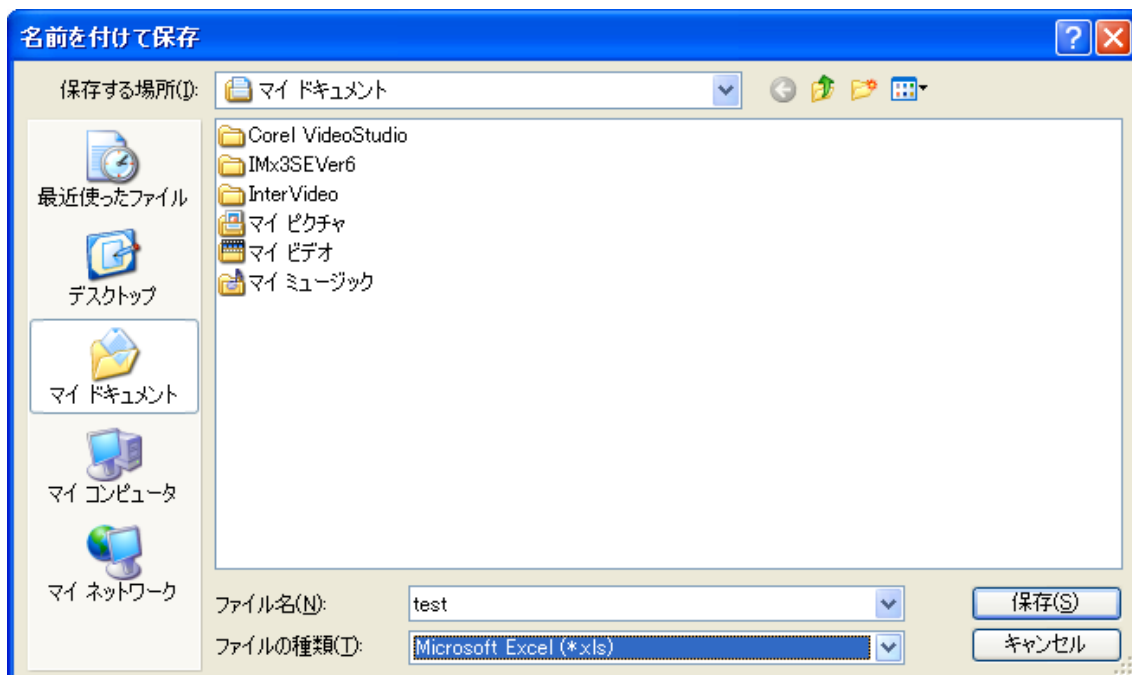 名前を付けて保存
保存する場所(I):
マイ ドキュメント
最近使ったファイル
デスクトップ
マイ ドキュメント
マイ コンピュータ
マイ ネットワーク
Corel VideoStudio
IMx3SEVer6
InterVideo
マイ ピクチャ
マイ ビデオ
マイ ミュージック
ファイル名(N):
test
保存(S)
ファイルの種類(T):
Microsoft Excel (*.xls)
キャンセル